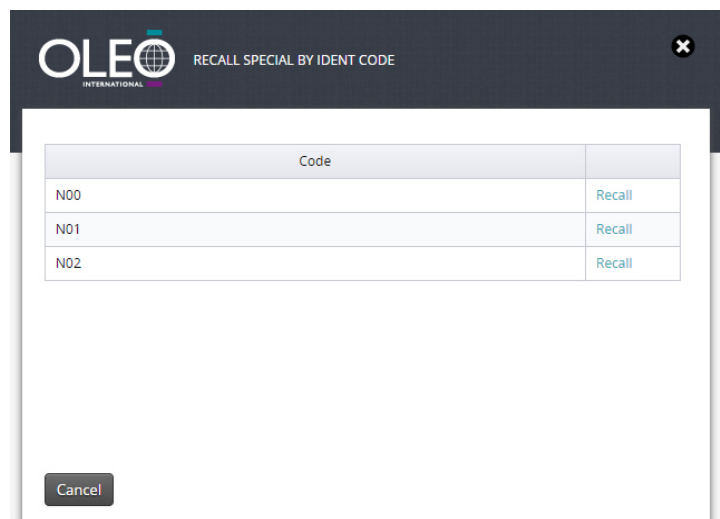 OLEO
INTERNATIONAL
RECALL SPECIAL BY IDENT CODE
Code
N00 Recall
N01 Recall
N02 Recall
Cancel